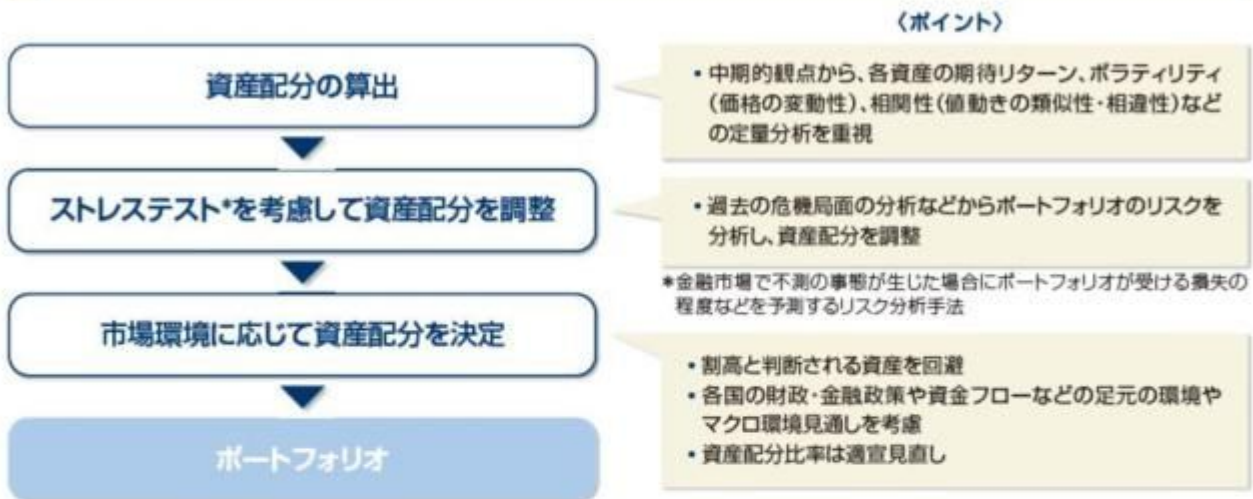 〈ポイント〉
資産配分の算出
・中期的観点から、各資産の期待リターン、ボラティリティ
(価格の変動性)、相関性(値動きの類似性・相違性)など
の定量分析を重視
ストレステスト*を考慮して資産配分を調整
・過去の危機局面の分析などからポートフォリオのリスクを
分析し、資産配分を調整
*金融市場で不測の事態が生じた場合にポートフォリオが受ける損失の
程度などを予測するリスク分析手法
市場環境に応じて資産配分を決定
・割高と判断される資産を回避
・各国の財政・金融政策や資金フローなどの足元の環境や
マクロ環境見通しを考慮
・資産配分比率は適宜見直し
ポートフォリオ